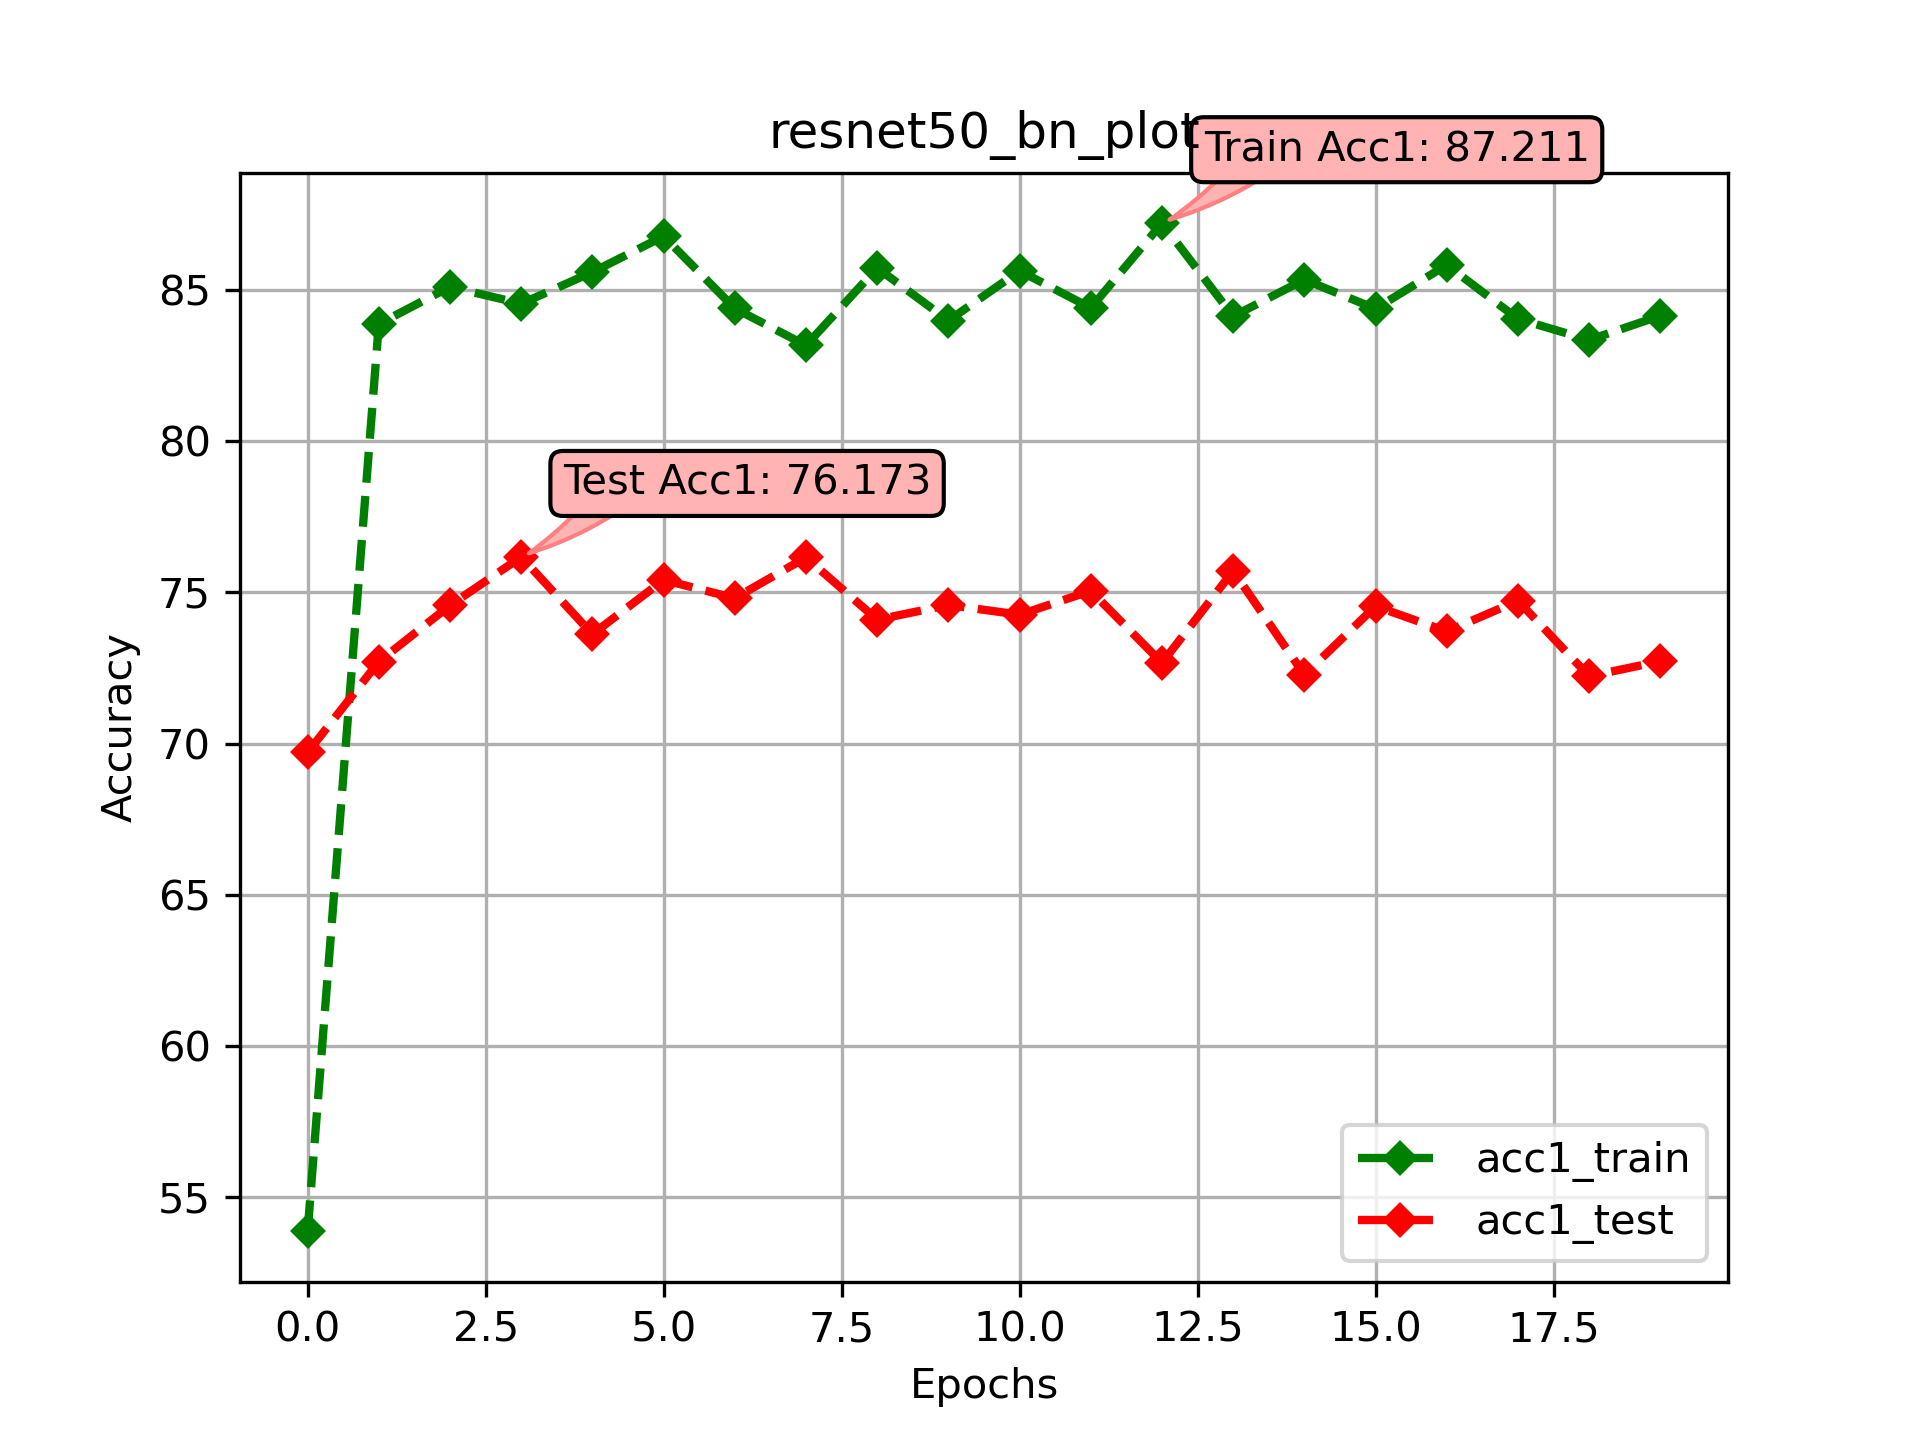 resnet50_bn_plot
Train Acc1: 87.211
85
80
Test Acc1: 76.173
75
70
65
60
55
Accuracy
acc1_train
acc1_test
0.0 2.5 5.0 7.5 10.0 12.5 15.0 17.5
Epochs